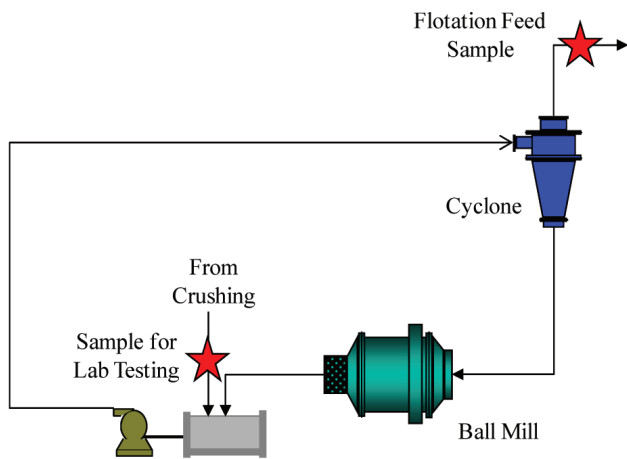 Flotation Feed
Sample
Cyclone
From
Crushing
Sample for
Lab Testing
Ball Mill